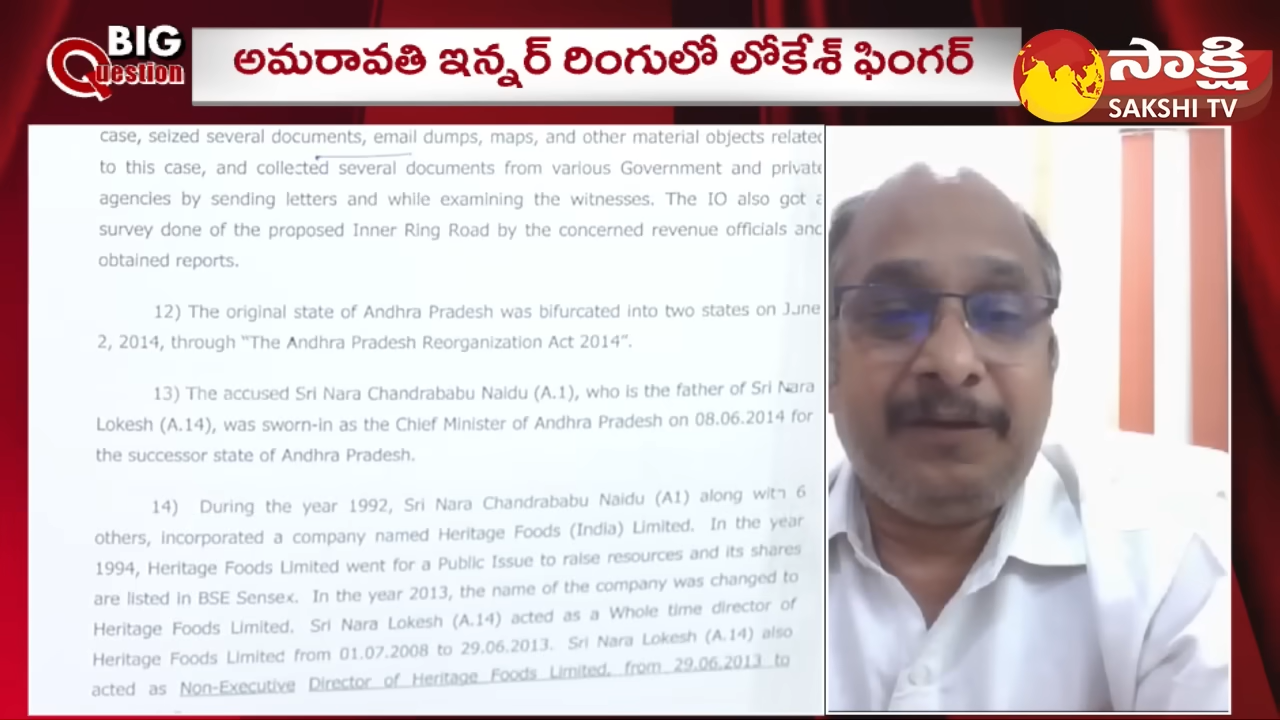 BIG
Question
అమరావతి ఇన్నర్ రింగులో లోకేశ్ ఫింగర్
సాక్షి
SAKSHI TV
case, seized several documents, email dumps, maps, and other material objects relate
to this case, and collected several documents from various Government and privat
agencies by sending letters and while examining the witnesses. The IO also got a
survey done of the proposed Inner Ring Road by the concerned revenue officials an
obtained reports.
12) The original state of Andhra Pradesh was bifurcated into two states on June
2, 2014, through "The Andhra Pradesh Reorganization Act 2014".
13) The accused Sri Nara Chandrababu Naidu (A.1), who is the father of Sri Nara
Lokesh (A.14), was sworn-in as the Chief Minister of Andhra Pradesh on 08.06.2014 for
the successor state of Andhra Pradesh.
14) During the year 1992, Sri Nara Chandrababu Naidu (A1) along with 6
others, incorporated a company named Heritage Foods (India) Limited. In the year
1994, Heritage Foods Limited went for a Public Issue to raise resources and its shares
are listed in BSE Sensex. In the year 2013, the name of the company was changed to
Heritage Foods Limited. Sri Nara Lokesh (A.14) acted as a Whole time director of
Heritage Foods Limited from 01.07.2008 to 29.06.2013. Sri Nara Lokesh (A.14) also
acted as Non-Executive Director of Heritage Foods Limited, from 29.06.2013 to